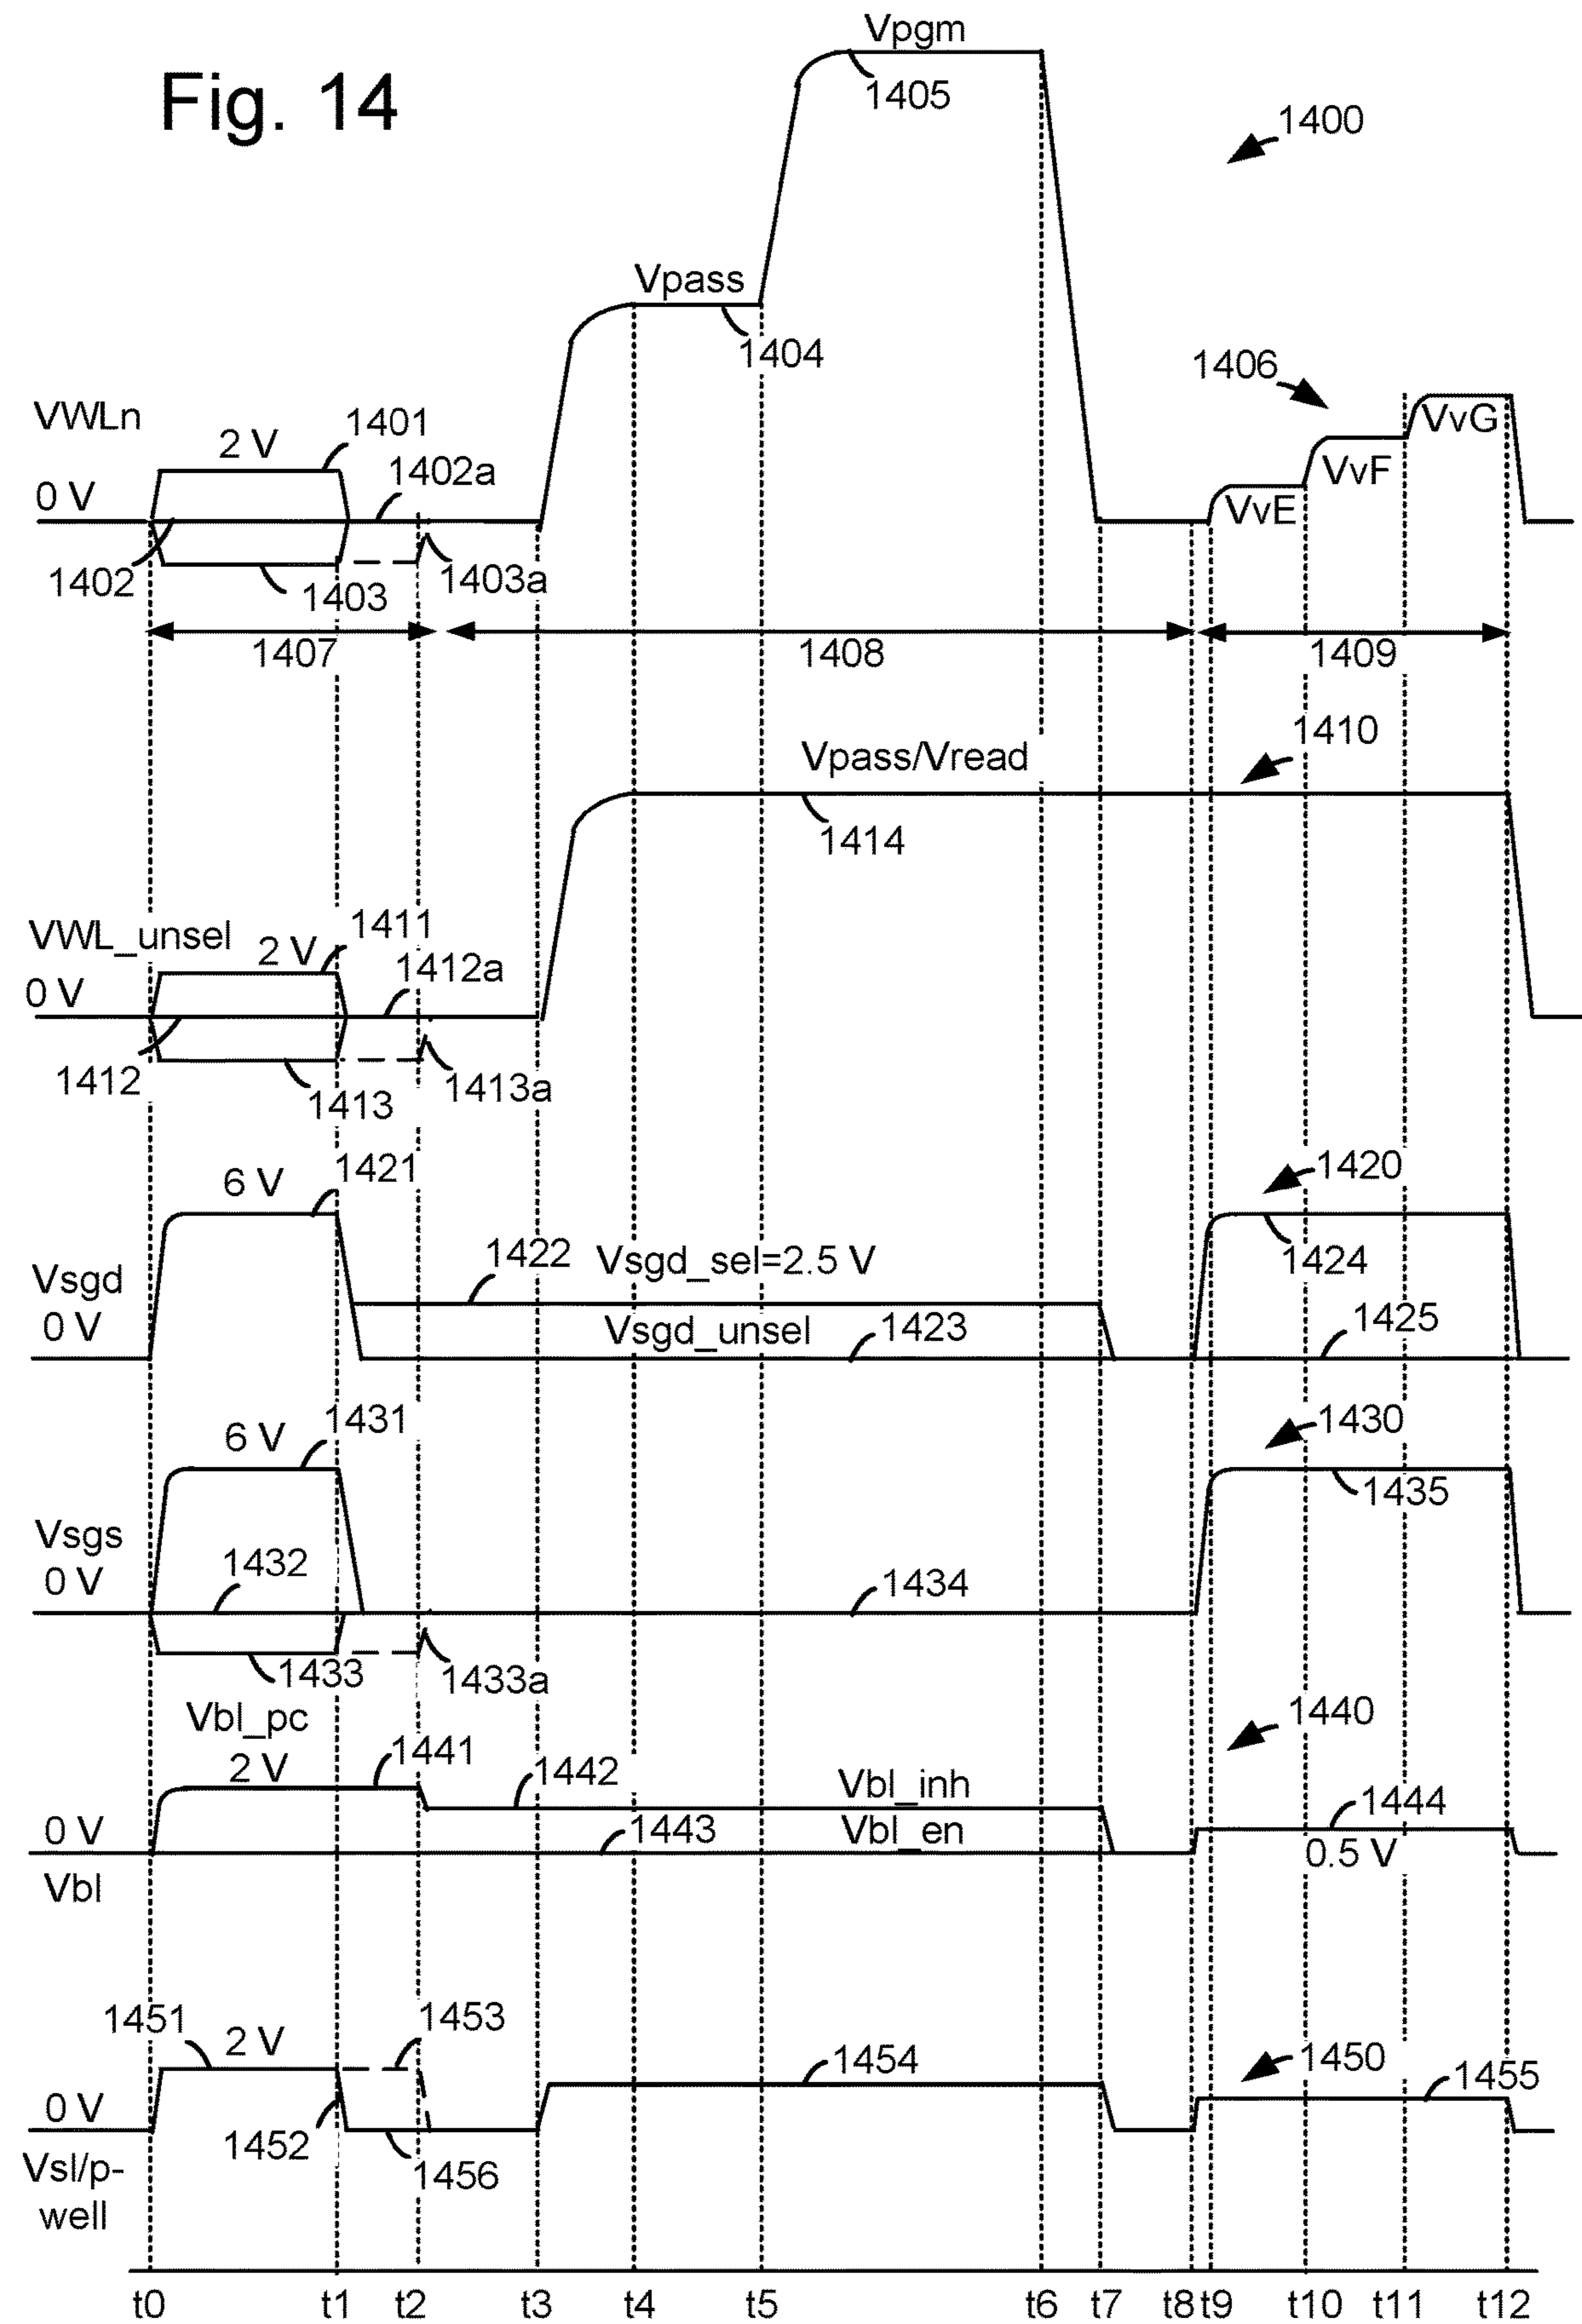 Fig. 14
Vpgm
1405
1400
Vpass
1404
1406
VWLn
2 V
1401
1402a
0 V
VvE
VvF
VvG
1402
1403
1403a
1407
1408
1409
Vpass/Vread
1410
1414
VWL_unsel
2 V
1411
1412a
0 V
1412
1413
1413a
6 V
1421
1420
1422
Vsgd_sel=2.5 V
1424
Vsgd
0 V
Vsgd_unsel
1423
1425
6 V
1431
1430
1435
Vsgs
0 V
1432
1434
1433
1433a
Vbl_pc
2 V
1441
1442
Vbl_inh
1440
1444
0 V
1443
Vbl_en
0.5 V
Vbl
1451
2 V
1453
1454
1450
1455
0 V
1452
1456
Vsl/p-
well
t0 t1 t2 t3 t4 t5 t6 t7 t8 t9 t10 t11 t12